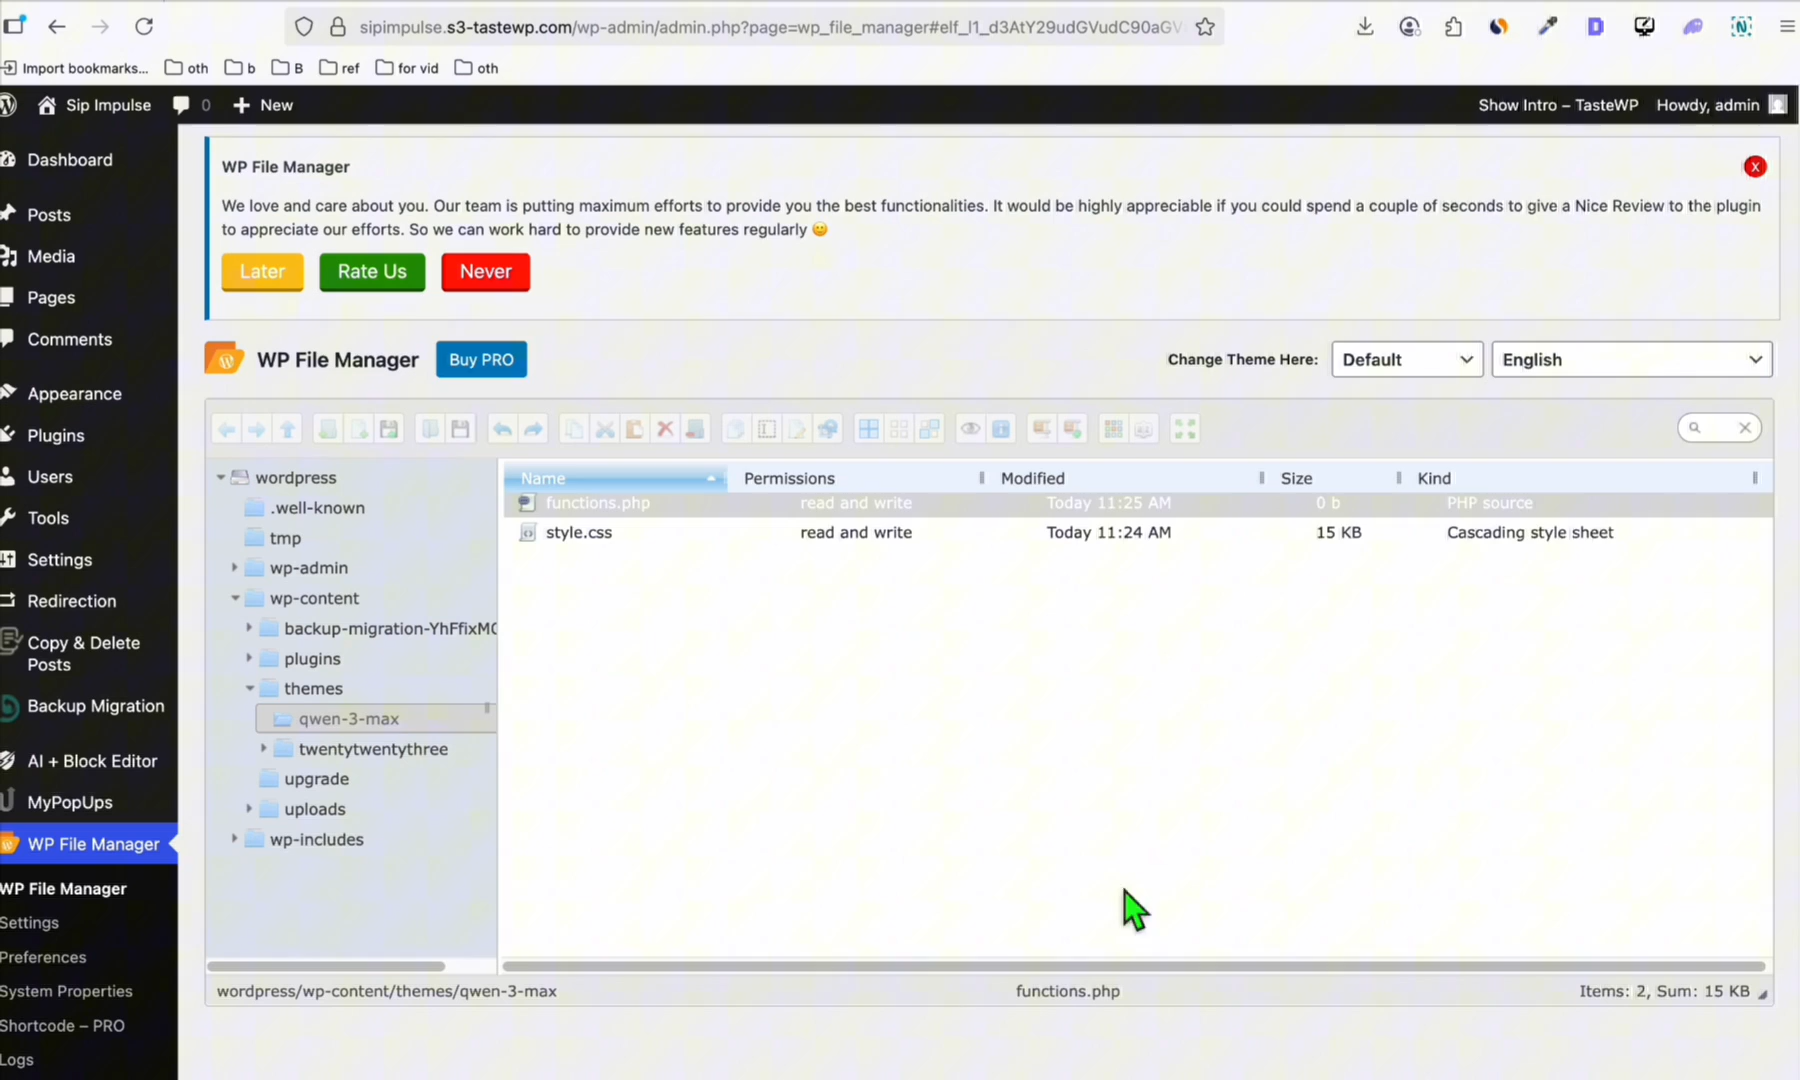 sipimpulse.s3-tastewp.com/wp-admin/admin.php?page=wp_file_manager#elf_l1_d3AtY29udGVudC90aGV
Import bookmarks...
oth
b
B
ref
for vid
oth
Sip Impulse
0
New
Show Intro – TasteWP
Howdy, admin
Dashboard
Posts
Media
Pages
Comments
Appearance
Plugins
Users
Tools
Settings
Redirection
Copy & Delete
Posts
Backup Migration
AI + Block Editor
MyPopUps
WP File Manager
WP File Manager
Settings
Preferences
System Properties
Shortcode – PRO
Logs
WP File Manager
X
We love and care about you. Our team is putting maximum efforts to provide you the best functionalities. It would be highly appreciable if you could spend a couple of seconds to give a Nice Review to the plugin
to appreciate our efforts. So we can work hard to provide new features regularly 🙂
Later
Rate Us
Never
WP File Manager
Buy PRO
Change Theme Here:
Default
English
wordpress
.well-known
tmp
wp-admin
wp-content
backup-migration-YhFfixM
plugins
themes
qwen-3-max
twentytwentythree
upgrade
uploads
wp-includes
Name Permissions Modified Size Kind
functions.php read and write Today 11:25 AM 0 b PHP source
style.css read and write Today 11:24 AM 15 KB Cascading style sheet
wordpress/wp-content/themes/qwen-3-max
functions.php
Items: 2, Sum: 15 KB